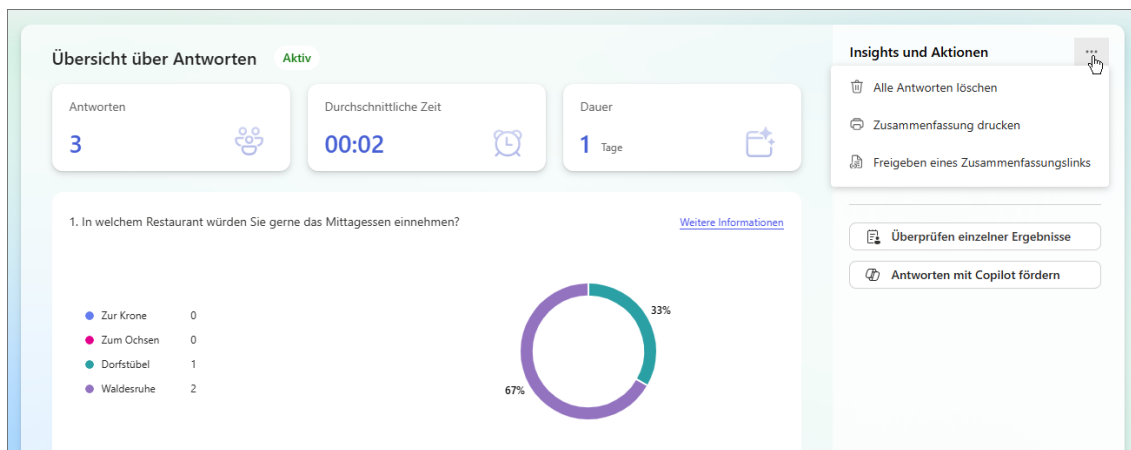 Übersicht über Antworten Aktiv
Insights und Aktionen ...
Antworten
3
Durchschnittliche Zeit
00:02
Dauer
1 Tage
Alle Antworten löschen
Zusammenfassung drucken
Freigeben eines Zusammenfassungslinks
1. In welchem Restaurant würden Sie gerne das Mittagessen einnehmen?
Weitere Informationen
Zur Krone 0
Zum Ochsen 0
Dorfstübel 1
Waldesruhe 2
33%
67%
Überprüfen einzelner Ergebnisse
Antworten mit Copilot fördern